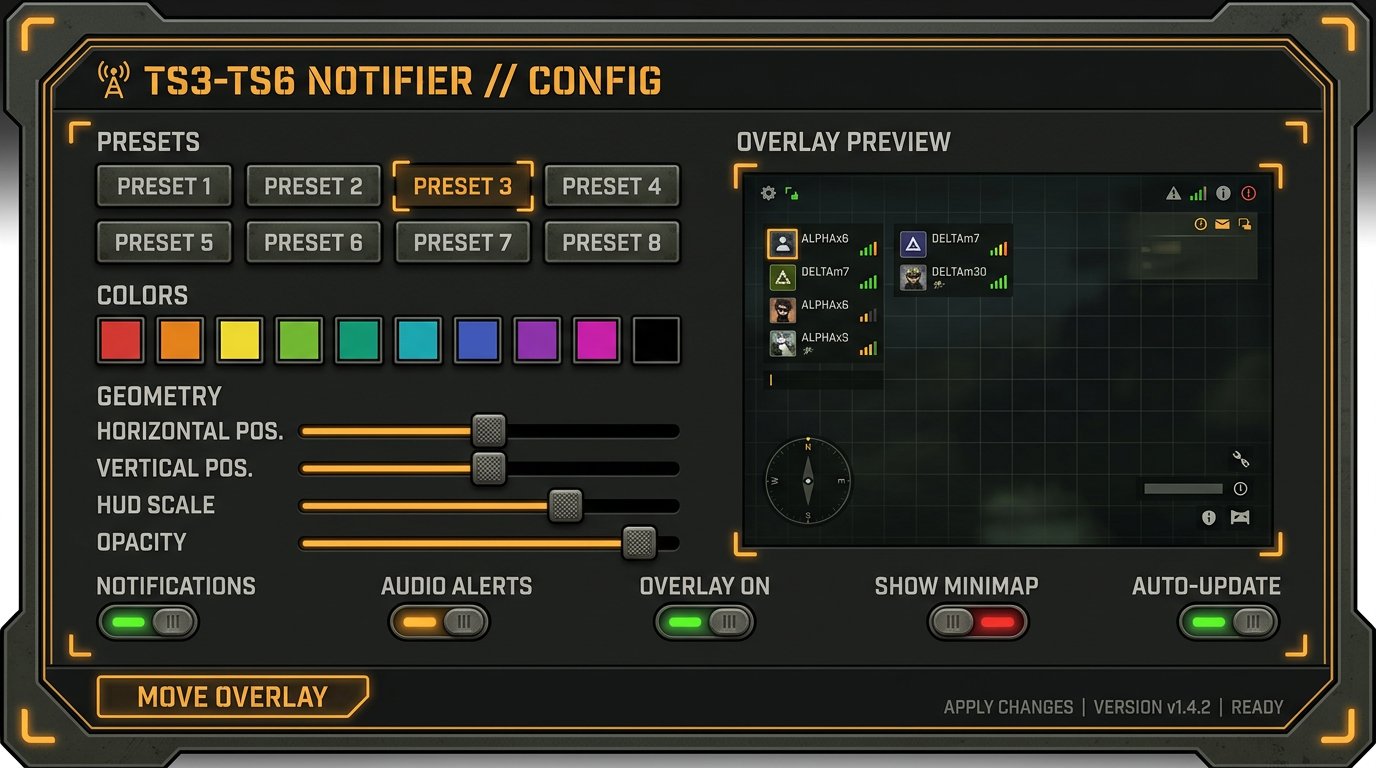 TS3-TS6 NOTIFIER // CONFIG
PRESETS
PRESET 1
PRESET 2
PRESET 3
PRESET 4
PRESET 5
PRESET 6
PRESET 7
PRESET 8
COLORS
GEOMETRY
HORIZONTAL POS.
VERTICAL POS.
HUD SCALE
OPACITY
OVERLAY PREVIEW
ALPHAx6
DELTAm7
ALPHAx6
ALPHAxS
DELTAm7
DELTAm30
N
W
E
S
NOTIFICATIONS
AUDIO ALERTS
OVERLAY ON
SHOW MINIMAP
AUTO-UPDATE
MOVE OVERLAY
APPLY CHANGES | VERSION v1.4.2 | READY